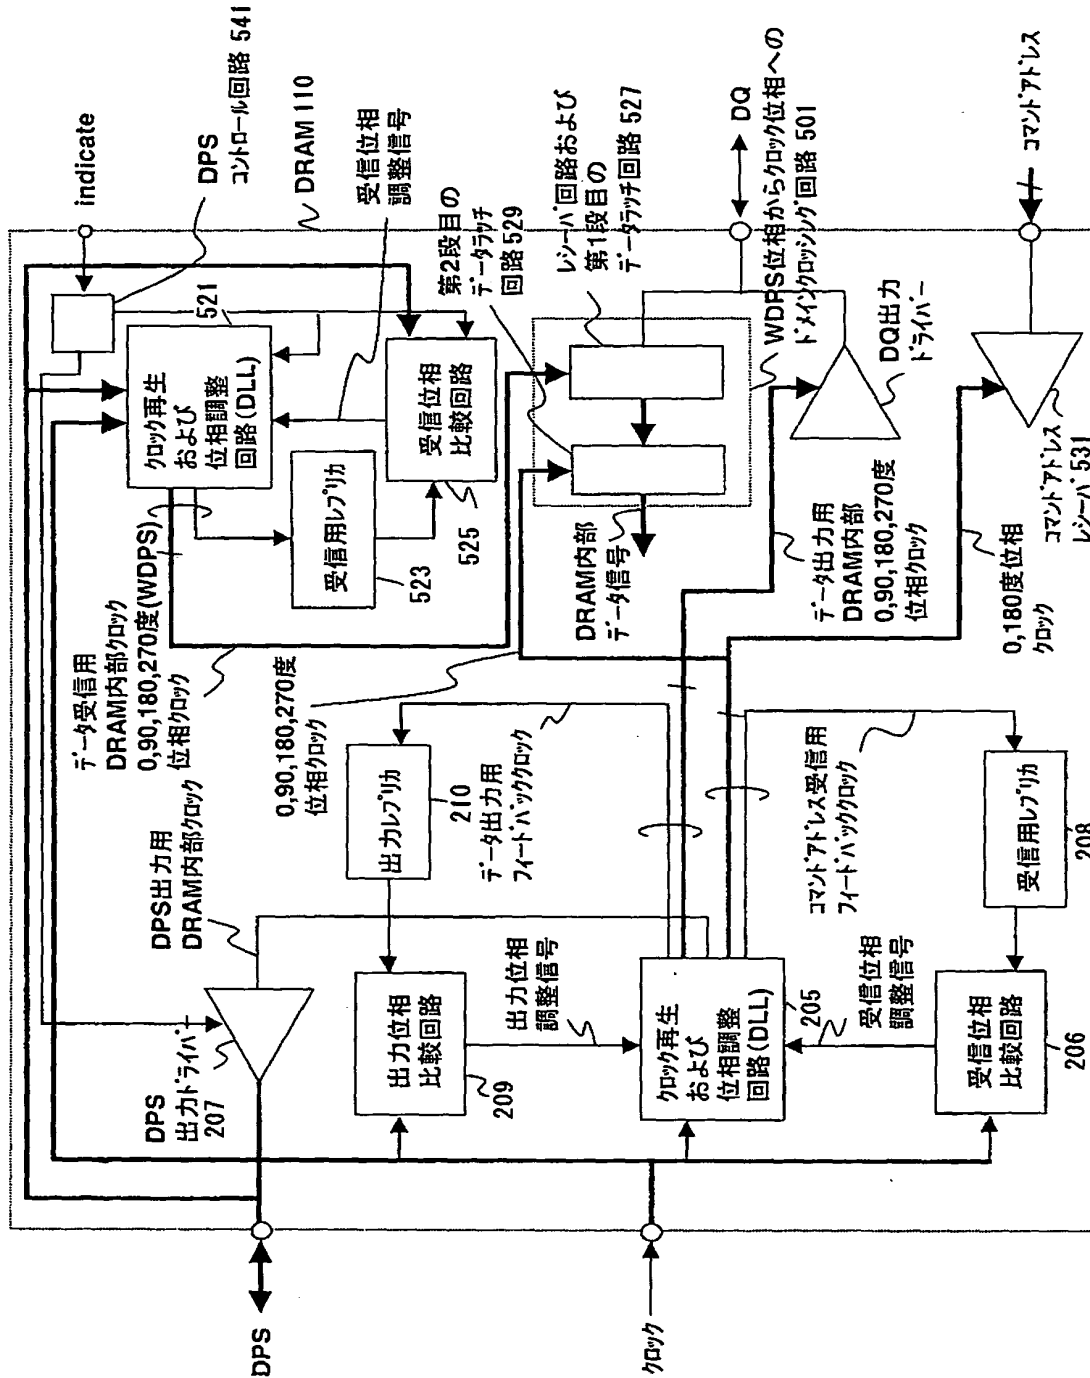 indicate
DPS
コントロール回路 541
DRAM 110
受信位相
調整信号
521
クロック再生
および
位相調整
回路(DLL)
受信用レプリカ
523
受信位相
比較回路
525
第2段目の
データラッチ
回路 529
レシーバ回路および
第1段目の
データラッチ回路 527
DQ
WDPS位相からクロック位相への
ドメインクロッシング回路 501
DQ出力
ドライバー
コマンドアドレス
コマンドアドレス
レシーバ 531
データ受信用
DRAM内部クロック
0,90,180,270度(WDPS)
位相クロック
DRAM内部
データ信号
データ出力用
DRAM内部
0,90,180,270度
位相クロック
0,180度位相
クロック
0,90,180,270度
位相クロック
DPS出力用
DRAM内部クロック
DPS
出力ドライバー
207
出力レプリカ
210
データ出力用
フィードバッククロック
出力位相
比較回路
209
出力位相
調整信号
クロック再生
および
位相調整
回路(DLL)
205
コマンドアドレス受信用
フィードバッククロック
受信用レプリカ
208
受信位相
調整信号
受信位相
比較回路
206
DPS
クロック